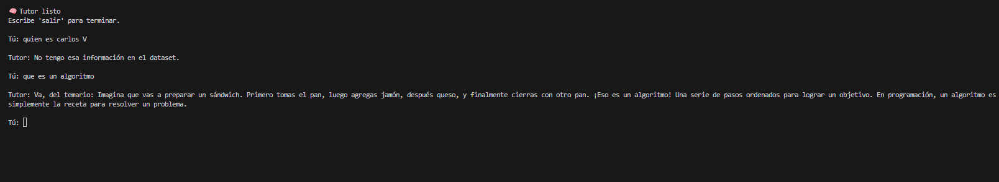 🧠 Tutor listo
Escribe 'salir' para terminar.
Tú: quien es carlos V
Tutor: No tengo esa información en el dataset.
Tú: que es un algoritmo
Tutor: Va, del temario: Imagina que vas a preparar un sándwich. Primero tomas el pan, luego agregas jamón, después queso, y finalmente cierras con otro pan. ¡Eso es un algoritmo! Una serie de pasos ordenados para lograr un objetivo. En programación, un algoritmo es
simplemente la receta para resolver un problema.
Tú: